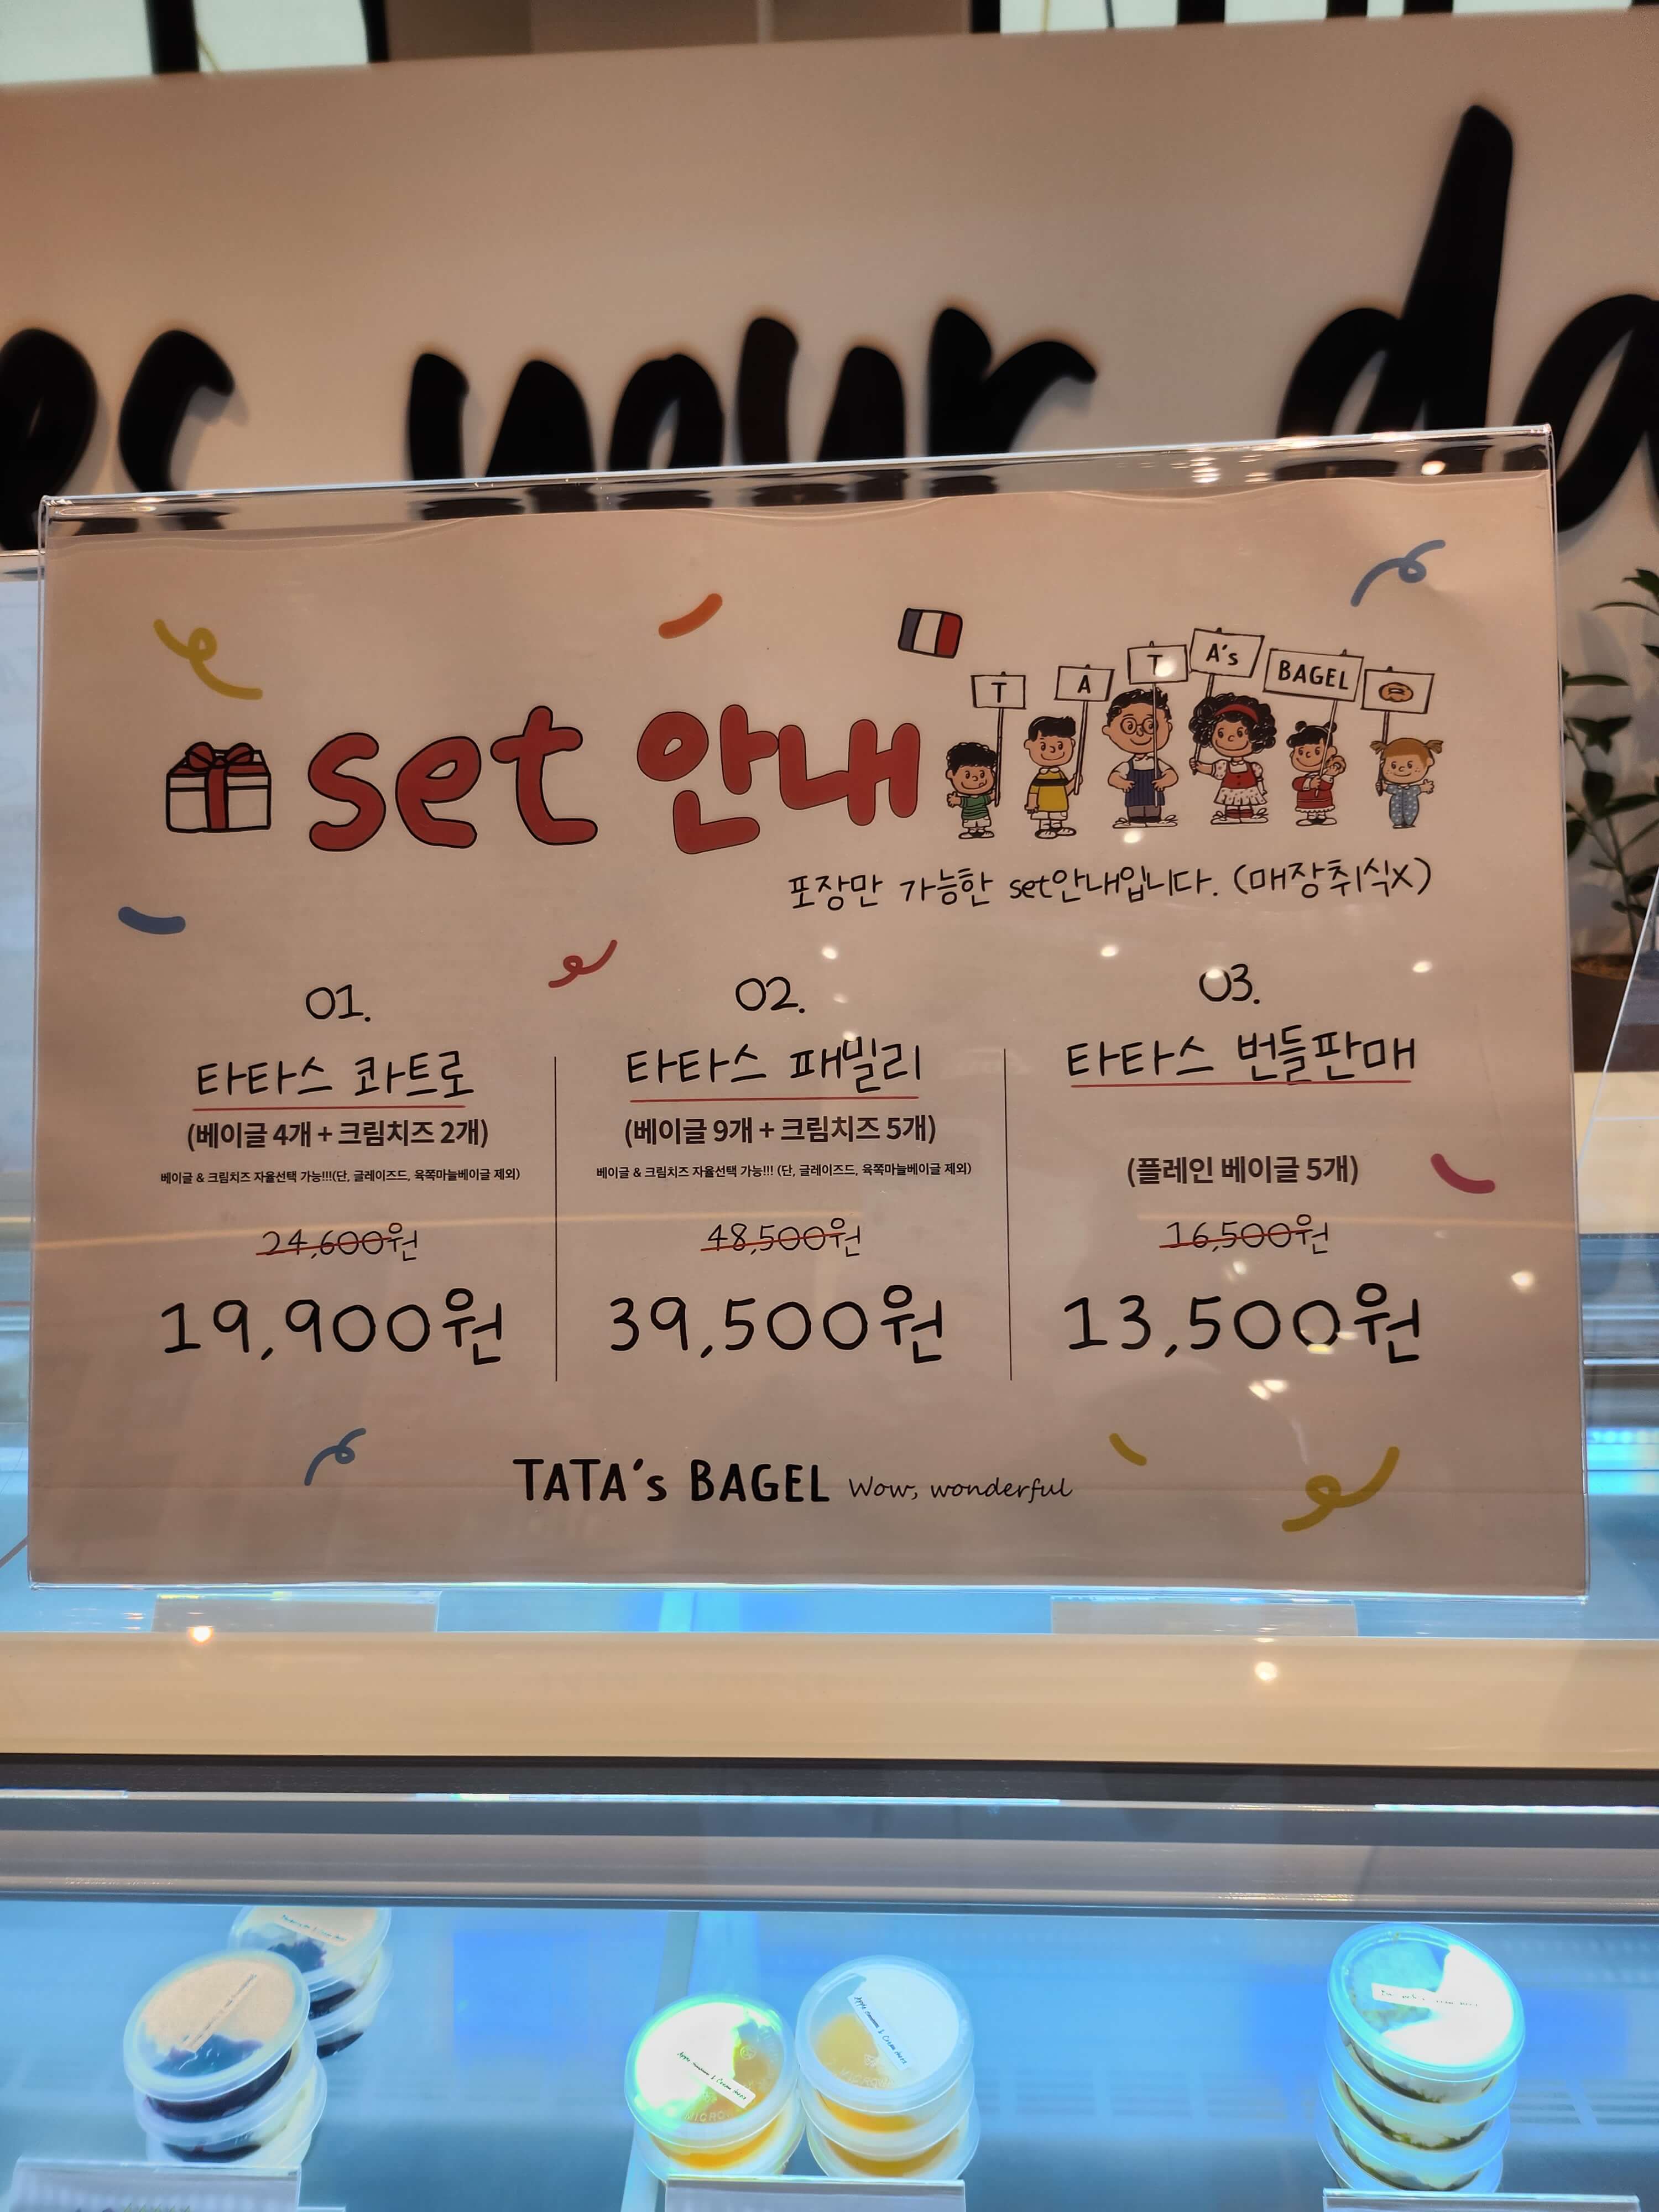 your da
T A T A's BAGEL
set 안내
포장만 가능한 set안내입니다. (매장취식X)
01.
타타스 콰트로
(베이글 4개 + 크림치즈 2개)
베이글 & 크림치즈 자율선택 가능!!!(단, 글레이즈드, 육쪽마늘베이글 제외)
24,600원
19,900원
02.
타타스 패밀리
(베이글 9개 + 크림치즈 5개)
베이글 & 크림치즈 자율선택 가능!!! (단, 글레이즈드, 육쪽마늘베이글 제외)
48,500원
39,500원
03.
타타스 번들판매
(플레인 베이글 5개)
16,500원
13,500원
TATA's BAGEL Wow, wonderful